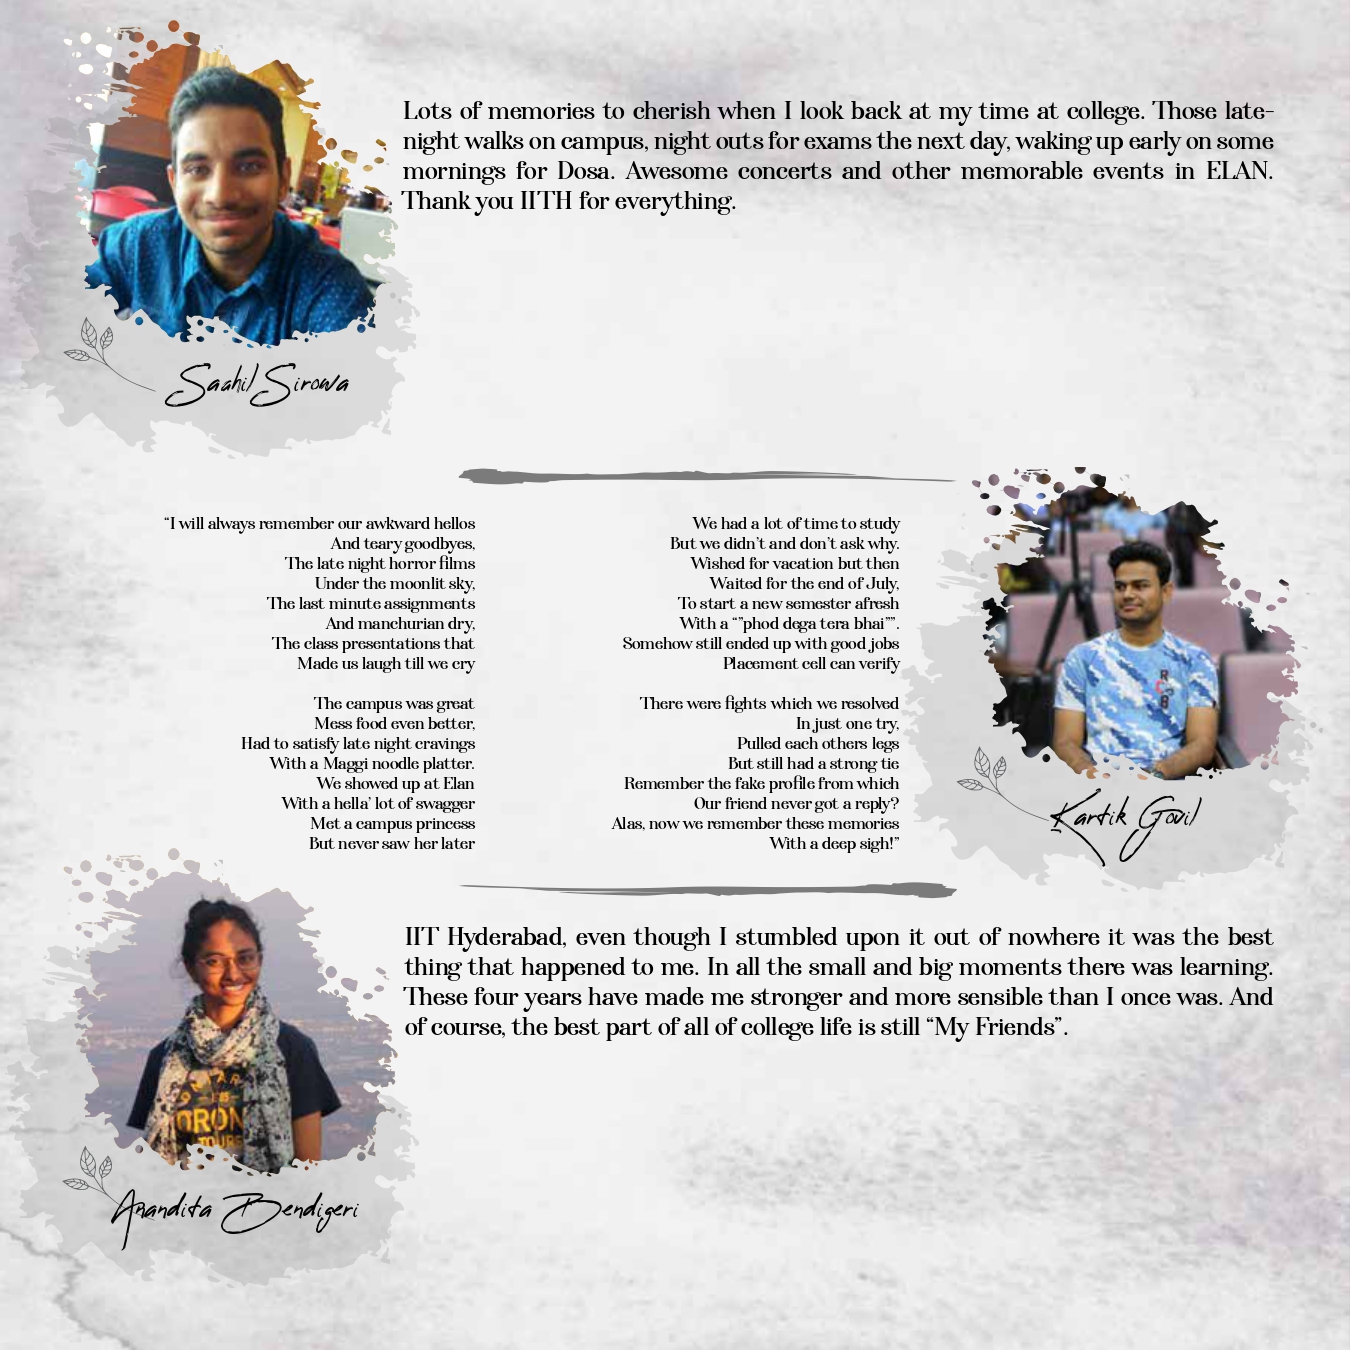 Lots of memories to cherish when I look back at my time at college. Those late-
night walks on campus, night outs for exams the next day, waking up early on some
mornings for Dosa. Awesome concerts and other memorable events in ELAN.
Thank you IITH for everything.
Saahil Sirowa
“I will always remember our awkward hellos
And teary goodbyes,
The late night horror films
Under the moonlit sky,
The last minute assignments
And manchurian dry,
The class presentations that
Made us laugh till we cry
The campus was great
Mess food even better,
Had to satisfy late night cravings
With a Maggi noodle platter.
We showed up at Elan
With a hella’ lot of swagger
Met a campus princess
But never saw her later
We had a lot of time to study
But we didn’t and don’t ask why.
Wished for vacation but then
Waited for the end of July,
To start a new semester afresh
With a “”phod dega tera bhai””.
Somehow still ended up with good jobs
Placement cell can verify
There were fights which we resolved
In just one try,
Pulled each others legs
But still had a strong tie
Remember the fake profile from which
Our friend never got a reply?
Alas, now we remember these memories
With a deep sigh!”
R
C
B
Kartik Govil
IIT Hyderabad, even though I stumbled upon it out of nowhere it was the best
thing that happened to me. In all the small and big moments there was learning.
These four years have made me stronger and more sensible than I once was. And
of course, the best part of all of college life is still “My Friends”.
TOURS
Anandita Bendigeri